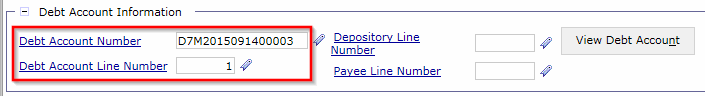 Debt Account Information
Debt Account Number D7M2015091400003 Depository Line Number View Debt Account
Debt Account Line Number 1 Payee Line Number